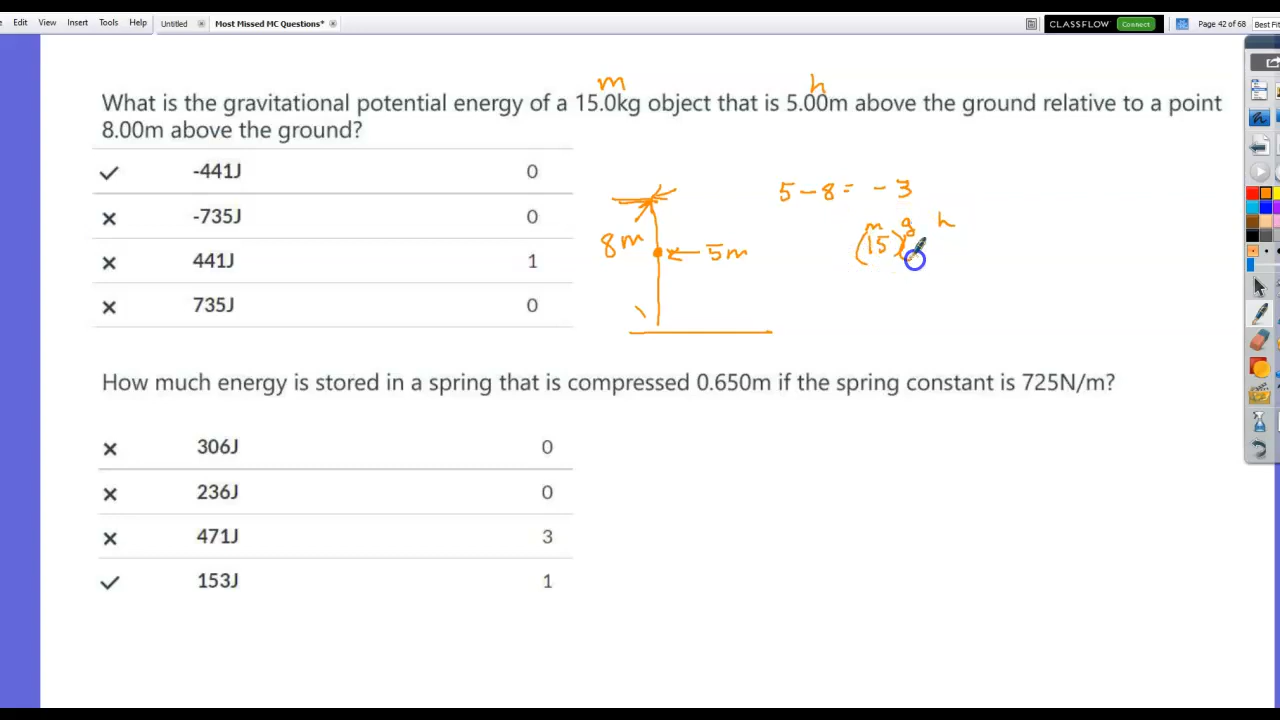 Edit View Insert Tools Help Untitled Most Missed MC Questions* CLASSFLOW Connect Page 42 of 68 Best Fit
m h
What is the gravitational potential energy of a 15.0kg object that is 5.00m above the ground relative to a point
8.00m above the ground?
-441J 0
5 - 8 = - 3
-735J 0
m g h
(15)(
8m
5m
441J 1
735J 0
How much energy is stored in a spring that is compressed 0.650m if the spring constant is 725N/m?
306J 0
236J 0
471J 3
153J 1